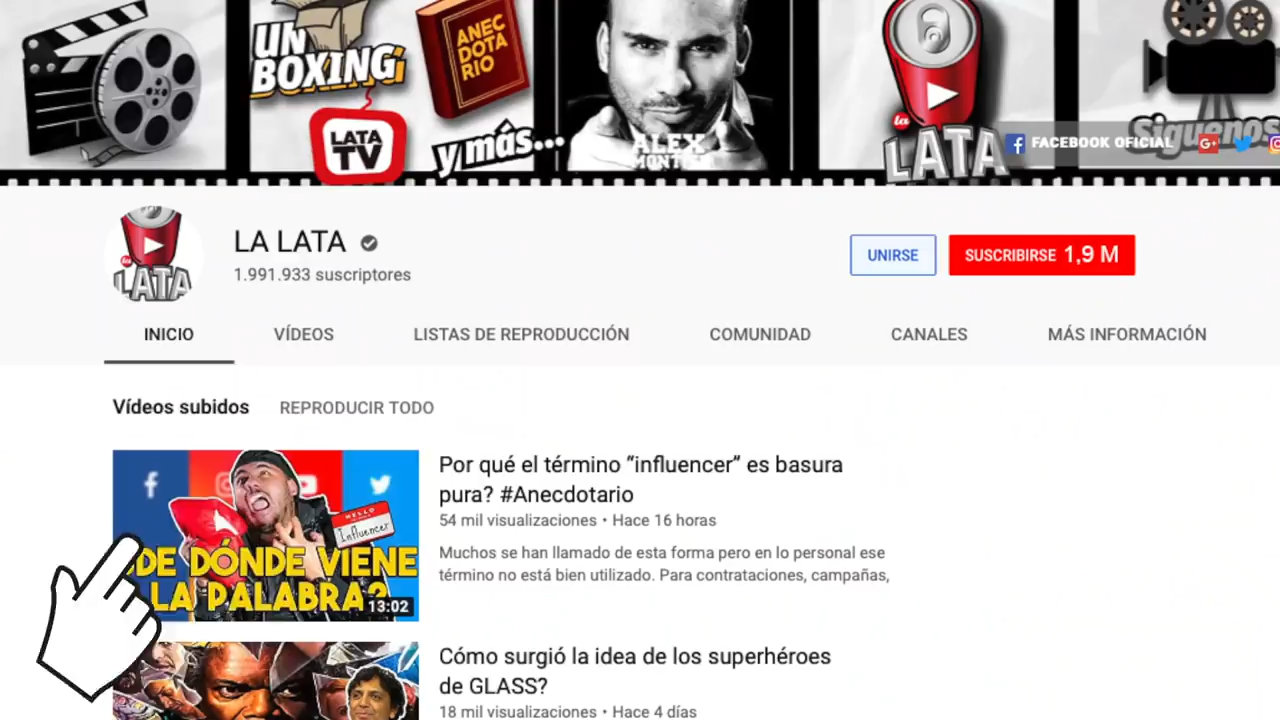 UN
BOXING
ANEC
DOTA
RIO
LATA
TV
y más...
ALEX
MONTIEL
la
LATA
Síguenos
FACEBOOK OFICIAL
G+
la
LATA
LA LATA
1.991.933 suscriptores
UNIRSE
SUSCRIBIRSE 1,9 M
INICIO
VÍDEOS
LISTAS DE REPRODUCCIÓN
COMUNIDAD
CANALES
MÁS INFORMACIÓN
Vídeos subidos
REPRODUCIR TODO
HELLO
Influencer
DE DÓNDE VIENE
LA PALABRA?
13:02
Por qué el término “influencer” es basura
pura? #Anecdotario
54 mil visualizaciones • Hace 16 horas
Muchos se han llamado de esta forma pero en lo personal ese
término no está bien utilizado. Para contrataciones, campañas,
Cómo surgió la idea de los superhéroes
de GLASS?
18 mil visualizaciones • Hace 4 días